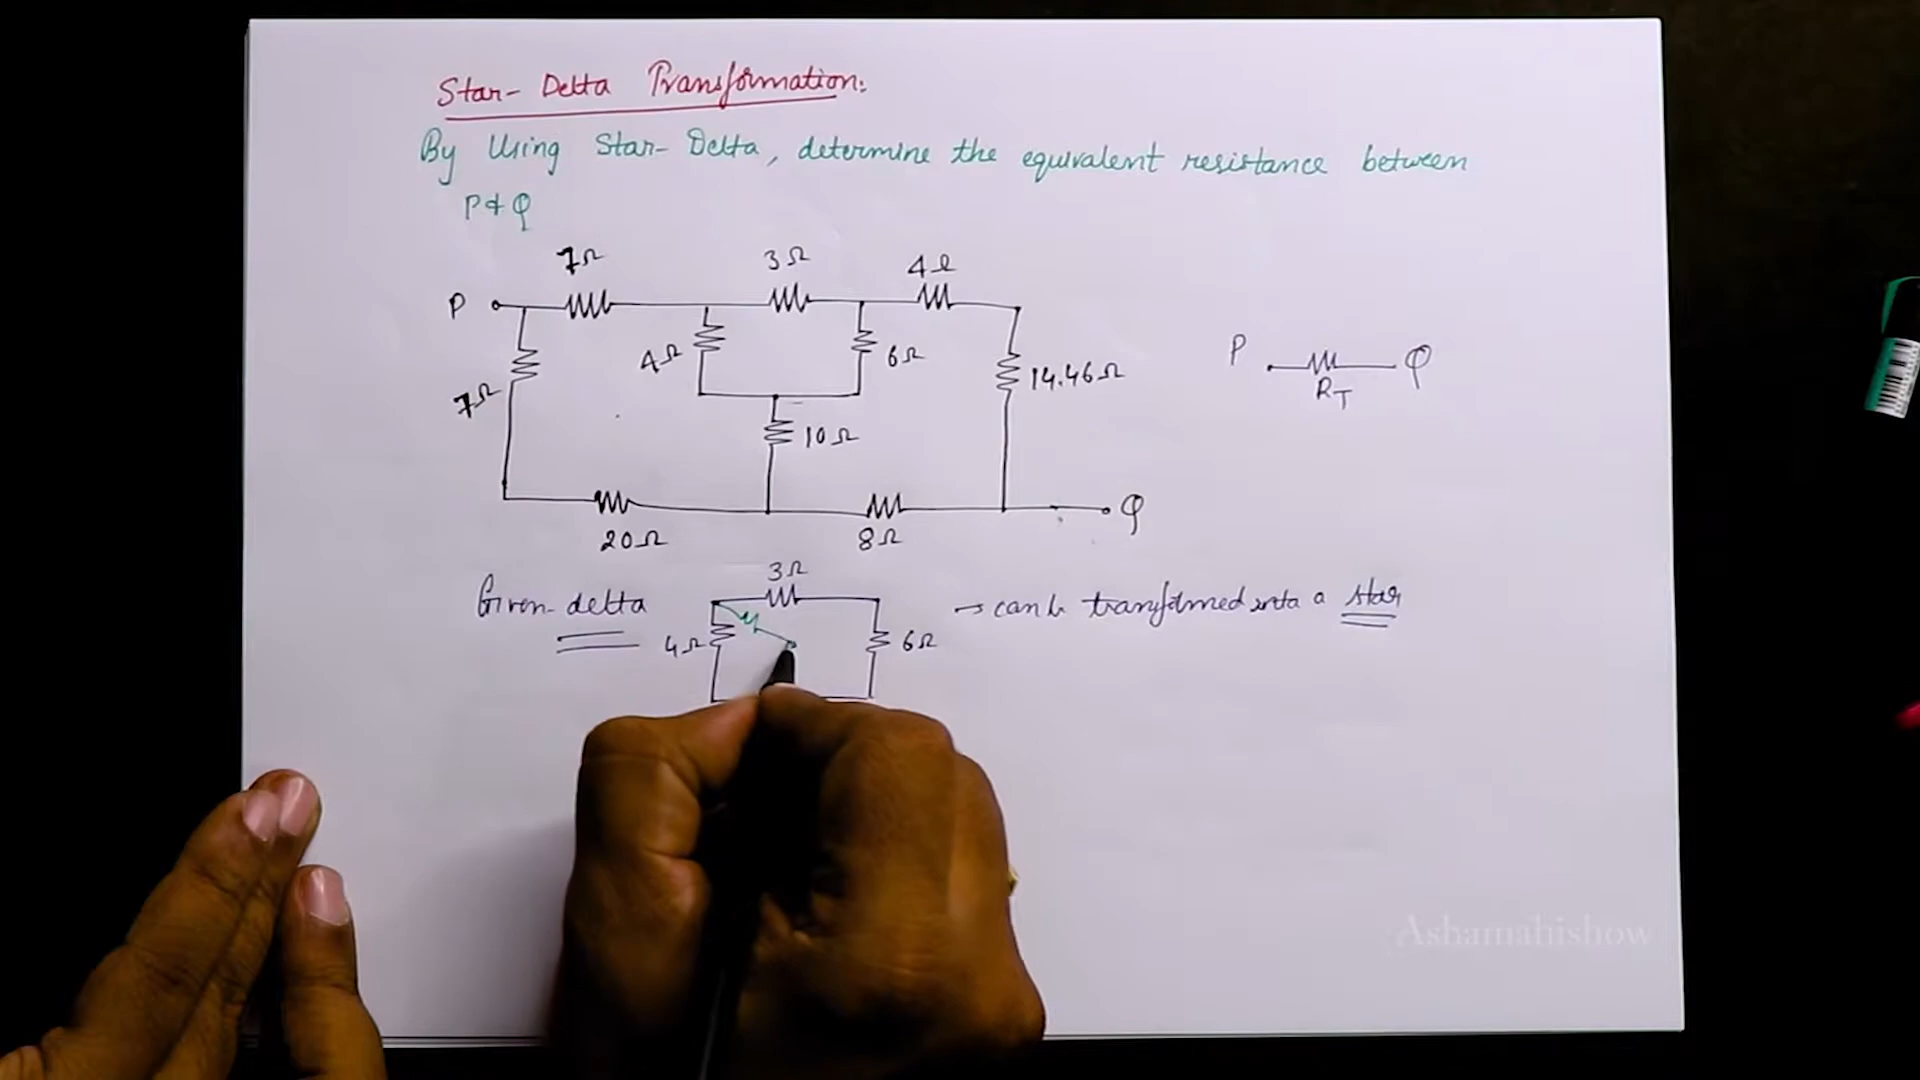 Star-Delta Transformation:
By Using Star-Delta, determine the equivalent resistance between
P & Q
7Ω 3Ω 4Ω
P
4Ω 6Ω
7Ω
14.46Ω
10Ω
P Q
RT
Q
20Ω 8Ω
3Ω
Given delta → can be transformed into a star
4Ω 6Ω
Ashamahishow